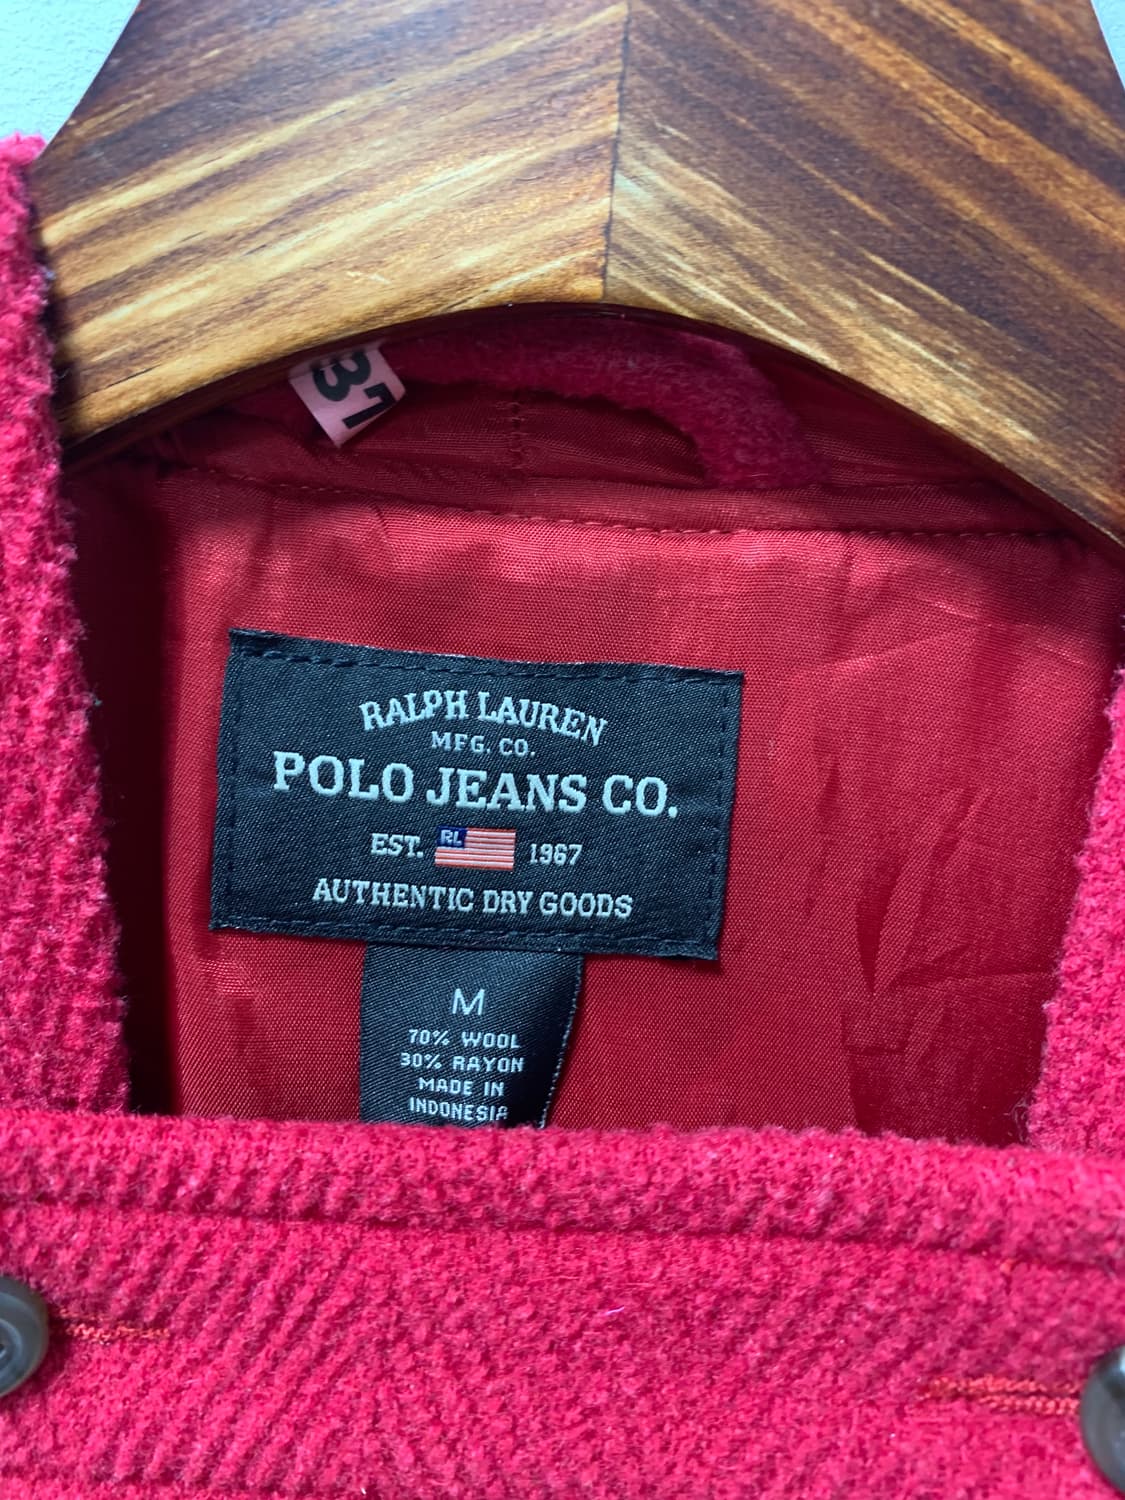 31
RALPH LAUREN
MFG. CO.
POLO JEANS CO.
EST. RL 1967
AUTHENTIC DRY GOODS
M
70% WOOL
30% RAYON
MADE IN
INDONESIA